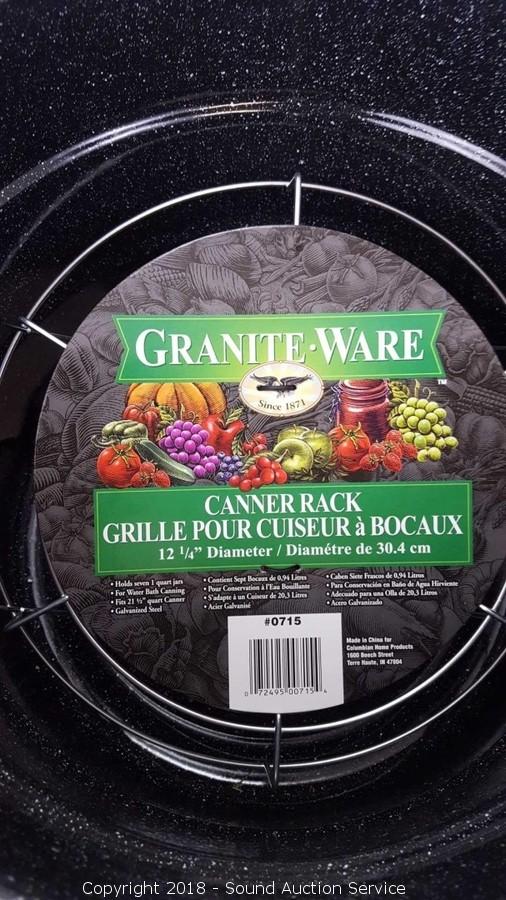 GRANITE·WARE
™
Since 1871
CANNER RACK
GRILLE POUR CUISEUR à BOCAUX
12 1/4” Diameter / Diamétre de 30.4 cm
• Holds seven 1 quart jars
• For Water Bath Canning
• Fits 21 ½” quart Canner
• Galvanized Steel
• Contient Sept Bocaux de 0,94 Litres
• Pour Conservation à l'Eau Bouillante
• S'adapte à un Cuiseur de 20,3 Litres
• Acier Galvanisé
• Caben Siete Frascos de 0,94 Litros
• Para Conservación en Baño de Agua Hirviente
• Adecuado para una Olla de 20,3 Litros
• Acero Galvanizado
#0715
0 72495 00715 4
Made in China for
Columbian Home Products
1600 Beech Street
Terre Haute, IN 47804
Copyright 2018 - Sound Auction Service